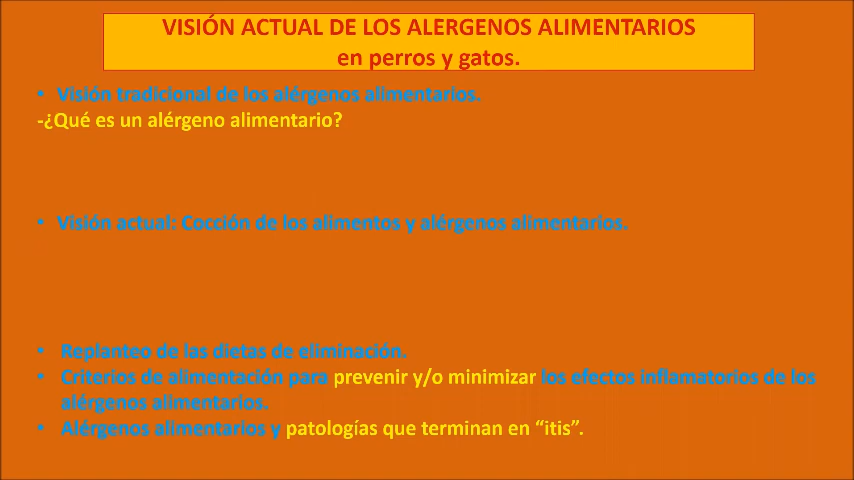 VISIÓN ACTUAL DE LOS ALERGENOS ALIMENTARIOS
en perros y gatos.
• Visión tradicional de los alérgenos alimentarios.
-¿Qué es un alérgeno alimentario?
• Visión actual: Cocción de los alimentos y alérgenos alimentarios.
• Replanteo de las dietas de eliminación.
• Criterios de alimentación para prevenir y/o minimizar los efectos inflamatorios de los
alérgenos alimentarios.
• Alérgenos alimentarios y patologías que terminan en “itis”.